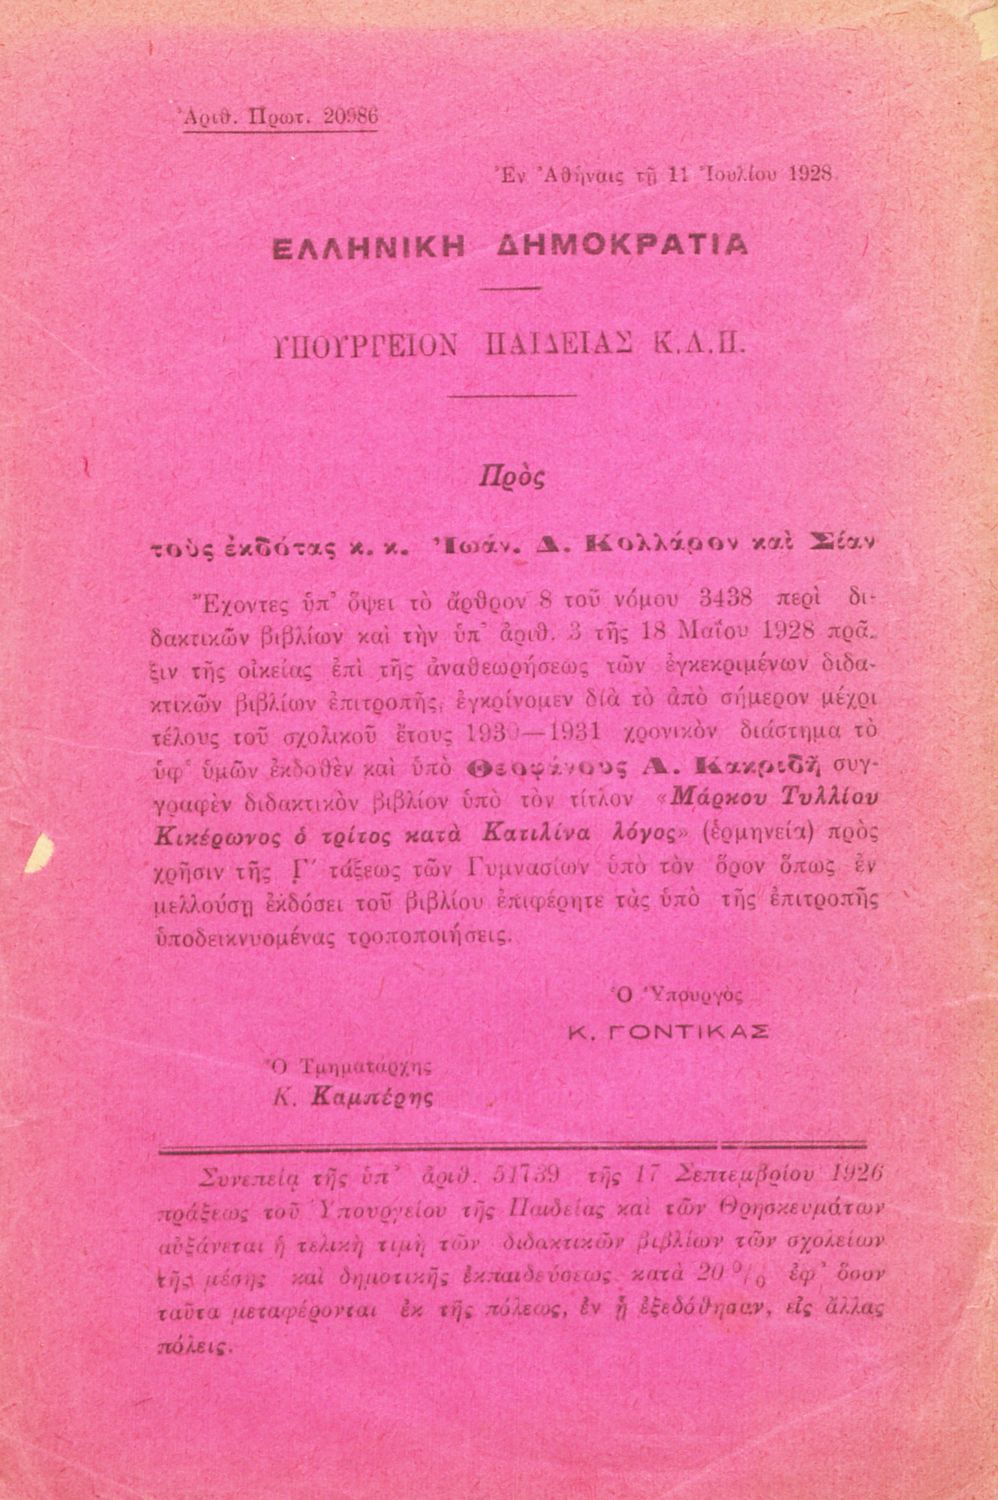 Ἀριθ. Πρωτ. 20986
Ἐν Ἀθήναις τῇ 11 Ἰουλίου 1928
ΕΛΛΗΝΙΚΗ ΔΗΜΟΚΡΑΤΙΑ
ΥΠΟΥΡΓΕΙΟΝ ΠΑΙΔΕΙΑΣ Κ.Λ.Π.
Πρὸς
τοὺς ἐκδότας κ. κ. Ἰωάν. Δ. Κολλάρον καὶ Σίαν
Ἔχοντες ὑπ’ ὄψει τὸ ἄρθρον 8 τοῦ νόμου 3438 περὶ δι-
δακτικῶν βιβλίων καὶ τὴν ὑπ’ ἀριθ. 3 τῆς 18 Μαΐου 1928 πρᾶ-
ξιν τῆς οἰκείας ἐπὶ τῆς ἀναθεωρήσεως τῶν ἐγκεκριμένων διδα-
κτικῶν βιβλίων ἐπιτροπῆς, ἐγκρίνομεν διὰ τὸ ἀπὸ σήμερον μέχρι
τέλους τοῦ σχολικοῦ ἔτους 1930—1931 χρονικὸν διάστημα τὸ
ὑφ’ ὑμῶν ἐκδοθὲν καὶ ὑπὸ Θεοφάνους Α. Κακριδῆ συγ-
γραφὲν διδακτικὸν βιβλίον ὑπὸ τὸν τίτλον «Μάρκου Τυλλίου
Κικέρωνος ὁ τρίτος κατὰ Κατιλίνα λόγος» (ἑρμηνεία) πρὸς
χρῆσιν τῆς Γ′ τάξεως τῶν Γυμνασίων ὑπὸ τὸν ὅρον ὅπως ἐν
μελλούσῃ ἐκδόσει τοῦ βιβλίου ἐπιφέρητε τὰς ὑπὸ τῆς ἐπιτροπῆς
ὑποδεικνυομένας τροποποιήσεις.
Ὁ Ὑπουργὸς
Κ. ΓΟΝΤΙΚΑΣ
Ὁ Τμηματάρχης
Κ. Καμπέρης
Συνεπείᾳ τῆς ὑπ’ ἀριθ. 51739 τῆς 17 Σεπτεμβρίου 1926
πράξεως τοῦ Ὑπουργείου τῆς Παιδείας καὶ τῶν Θρησκευμάτων
αὐξάνεται ἡ τελικὴ τιμὴ τῶν διδακτικῶν βιβλίων τῶν σχολείων
τῆς μέσης καὶ δημοτικῆς ἐκπαιδεύσεως κατὰ 20 % ἐφ’ ὅσον
ταῦτα μεταφέρονται ἐκ τῆς πόλεως, ἐν ᾗ ἐξεδόθησαν, εἰς ἄλλας
πόλεις.